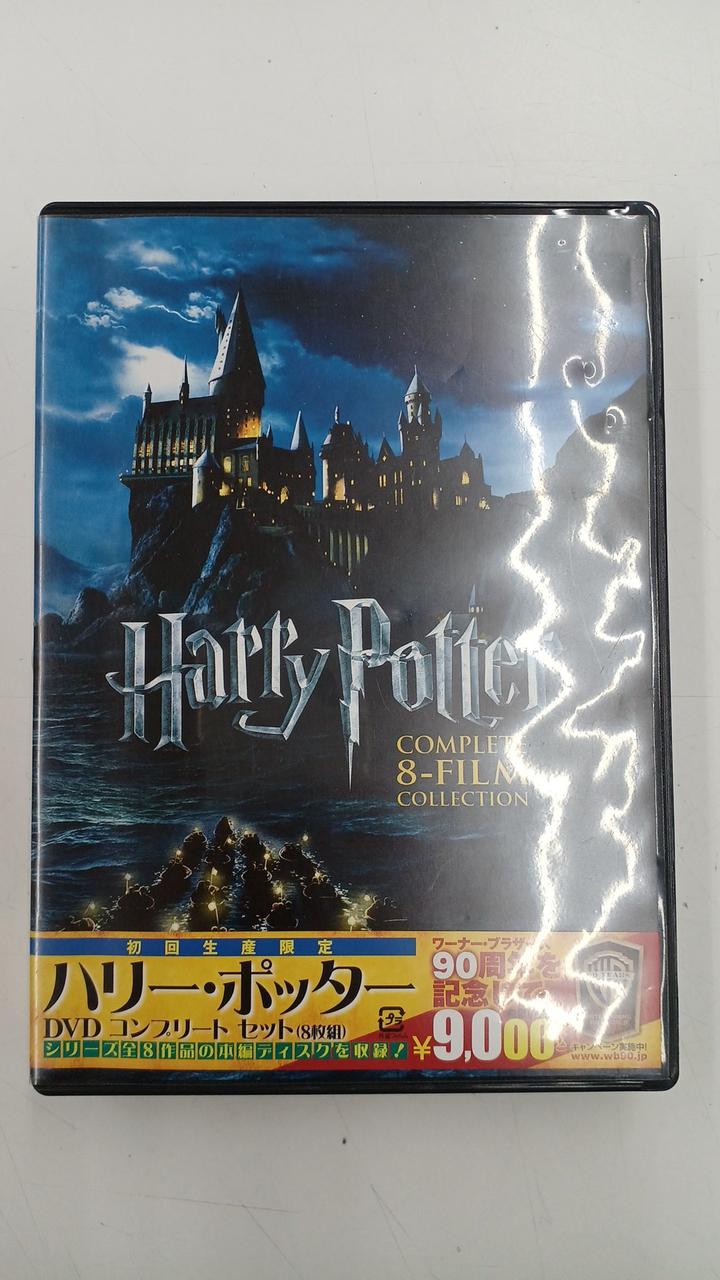 Harry Potter
COMPLETE
8-FILM
COLLECTION
初回生産限定
ハリー・ポッター
DVD コンプリート セット(8枚組)
シリーズ全8作品の本編ディスクを収録!
プラ
ワーナー・ブラザース
90周年を
記念して
¥9,000
キャンペーン実施中!
www.wb90.jp